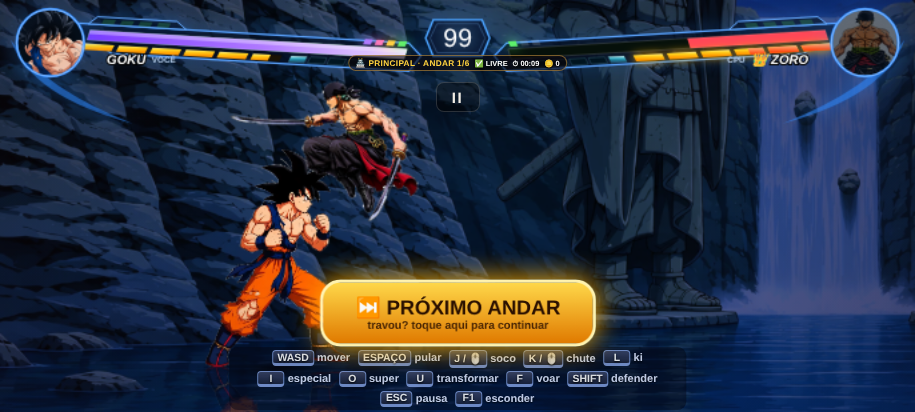 99
GOKU VOCE
CPU ZORO
PRINCIPAL · ANDAR 1/6 LIVRE 00:09 0
PRÓXIMO ANDAR
travou? toque aqui para continuar
WASD mover ESPAÇO pular J / soco K / chute L ki
I especial O super U transformar F voar SHIFT defender
ESC pausa F1 esconder